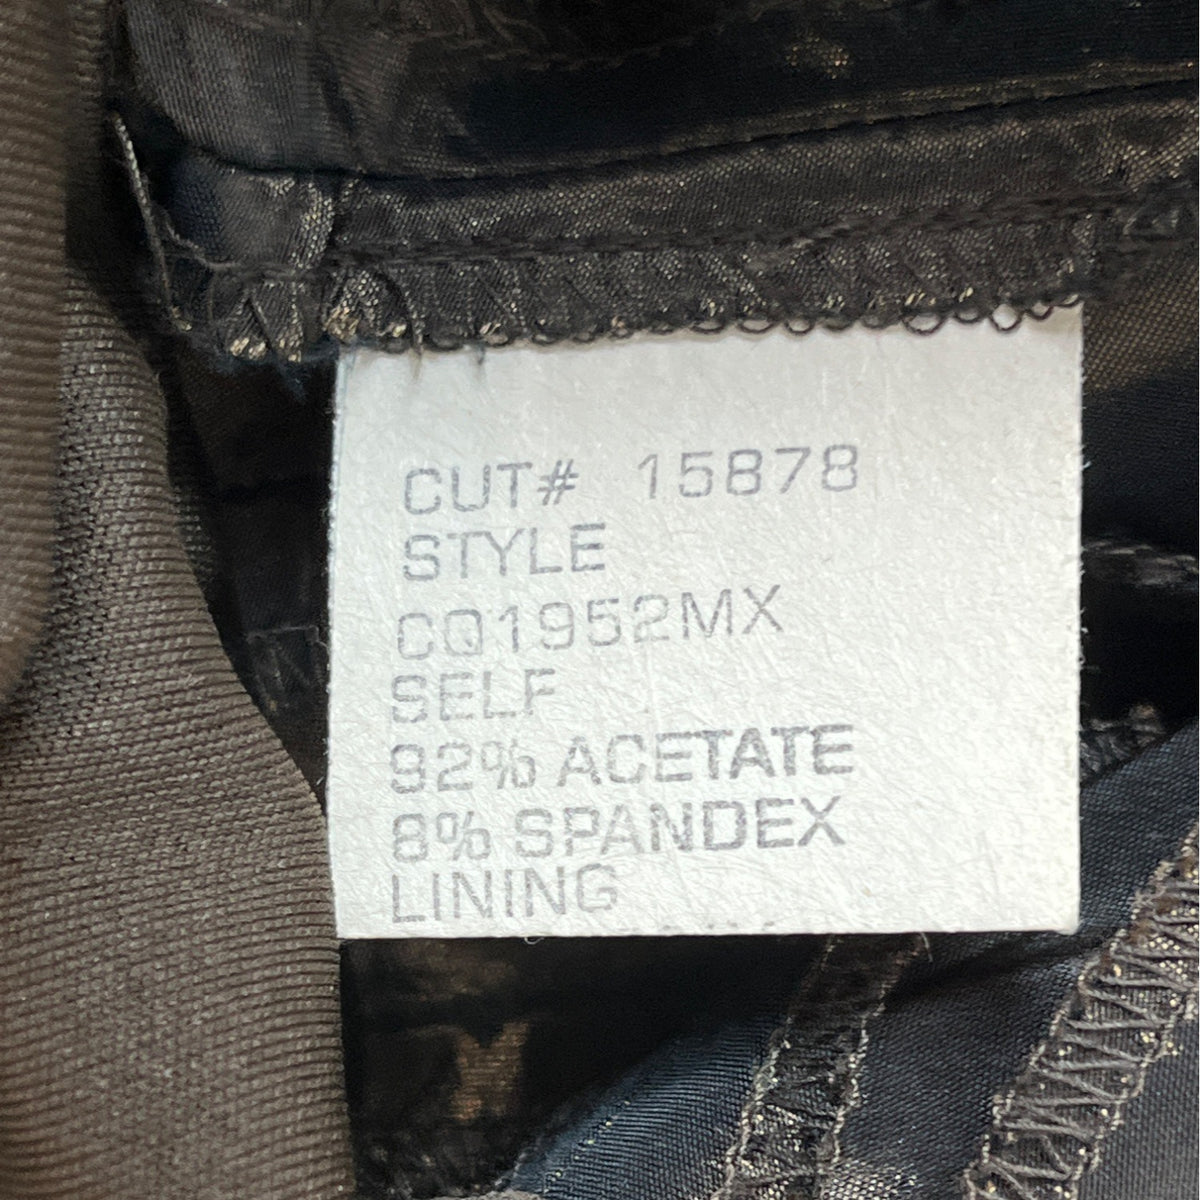 CUT# 15878
STYLE
CQ1952MX
SELF
92% ACETATE
8% SPANDEX
LINING